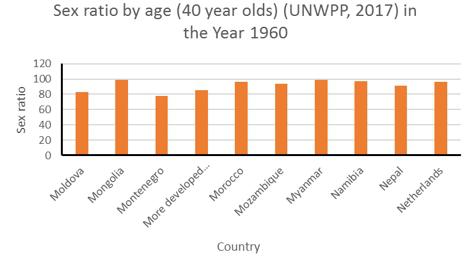 Sex ratio by age (40 year olds) (UNWPP, 2017) in
the Year 1960
Sex ratio
120
100
80
60
40
20
0
Moldova
Mongolia
Montenegro
More developed...
Morocco
Mozambique
Myanmar
Namibia
Nepal
Netherlands
Country